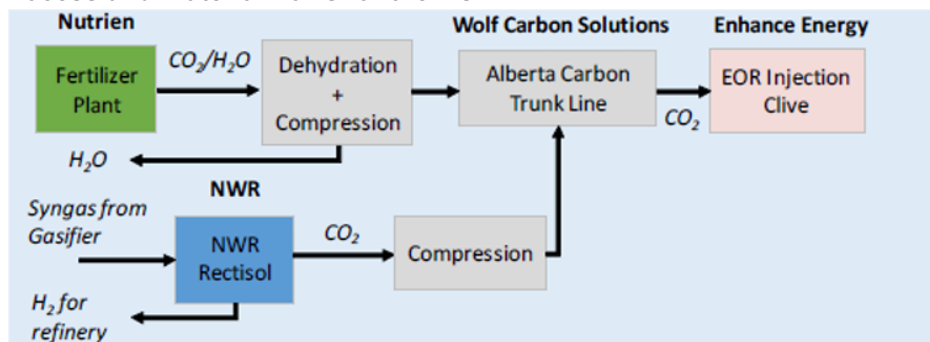 Nutrien
Wolf Carbon Solutions
Enhance Energy
Fertilizer
Plant
CO₂/H₂O
Dehydration
+
Compression
Alberta Carbon
Trunk Line
CO₂
EOR Injection
Clive
H₂O
NWR
Syngas from
Gasifier
NWR
Rectisol
CO₂
Compression
H₂ for
refinery